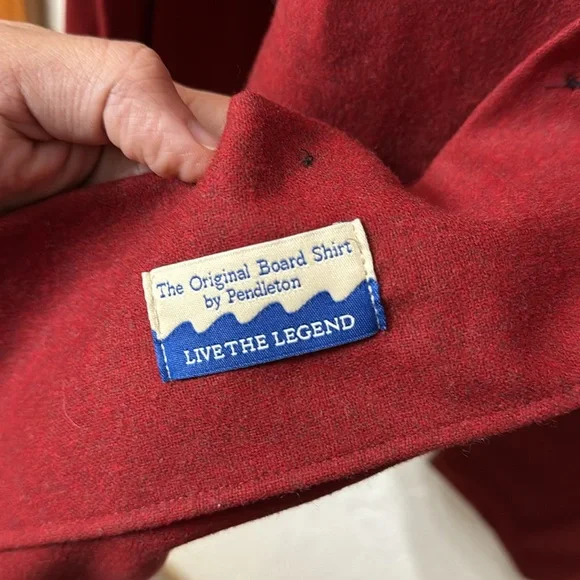 The Original Board Shirt
by Pendleton
LIVE THE LEGEND